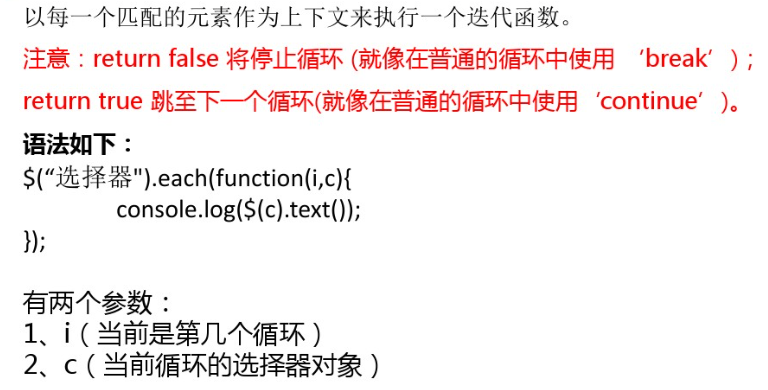 以每一个匹配的元素作为上下文来执行一个迭代函数。
注意：return false 将停止循环 (就像在普通的循环中使用 ‘break’)；
return true 跳至下一个循环(就像在普通的循环中使用‘continue’)。
语法如下：
$(“选择器").each(function(i,c){
console.log($(c).text());
});
有两个参数：
1、i（当前是第几个循环）
2、c（当前循环的选择器对象）